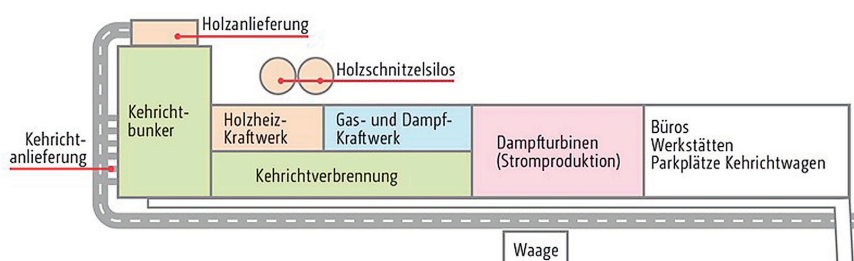 Holzanlieferung
Holzschnitzelsilos
Kehricht-
bunker
Holzheiz-
Kraftwerk
Gas- und Dampf-
Kraftwerk
Kehricht-
anlieferung
Kehrichtverbrennung
Dampfturbinen
(Stromproduktion)
Büros
Werkstätten
Parkplätze Kehrichtwagen
Waage